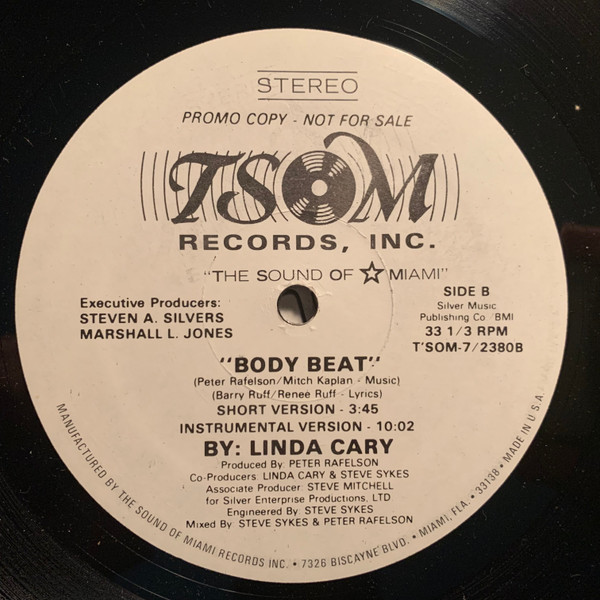 STEREO
PROMO COPY - NOT FOR SALE
TSOM
RECORDS, INC.
"THE SOUND OF ☆ MIAMI"
Executive Producers:
STEVEN A. SILVERS
MARSHALL L. JONES
SIDE B
Silver Music
Publishing Co. /BMI
33 1/3 RPM
T'SOM-7/2380B
"BODY BEAT"
(Peter Rafelson/Mitch Kaplan - Music)
(Barry Ruff/Renee Ruff - Lyrics)
SHORT VERSION - 3:45
INSTRUMENTAL VERSION - 10:02
BY: LINDA CARY
Produced By: PETER RAFELSON
Co-Producers: LINDA CARY & STEVE SYKES
Associate Producer: STEVE MITCHELL
for Silver Enterprise Productions, LTD
Engineered By: STEVE SYKES
Mixed By: STEVE SYKES & PETER RAFELSON
MANUFACTURED BY THE SOUND OF MIAMI RECORDS INC. • 7326 BISCAYNE BLVD. • MIAMI, FLA. • 33138 • MADE IN U.S.A.